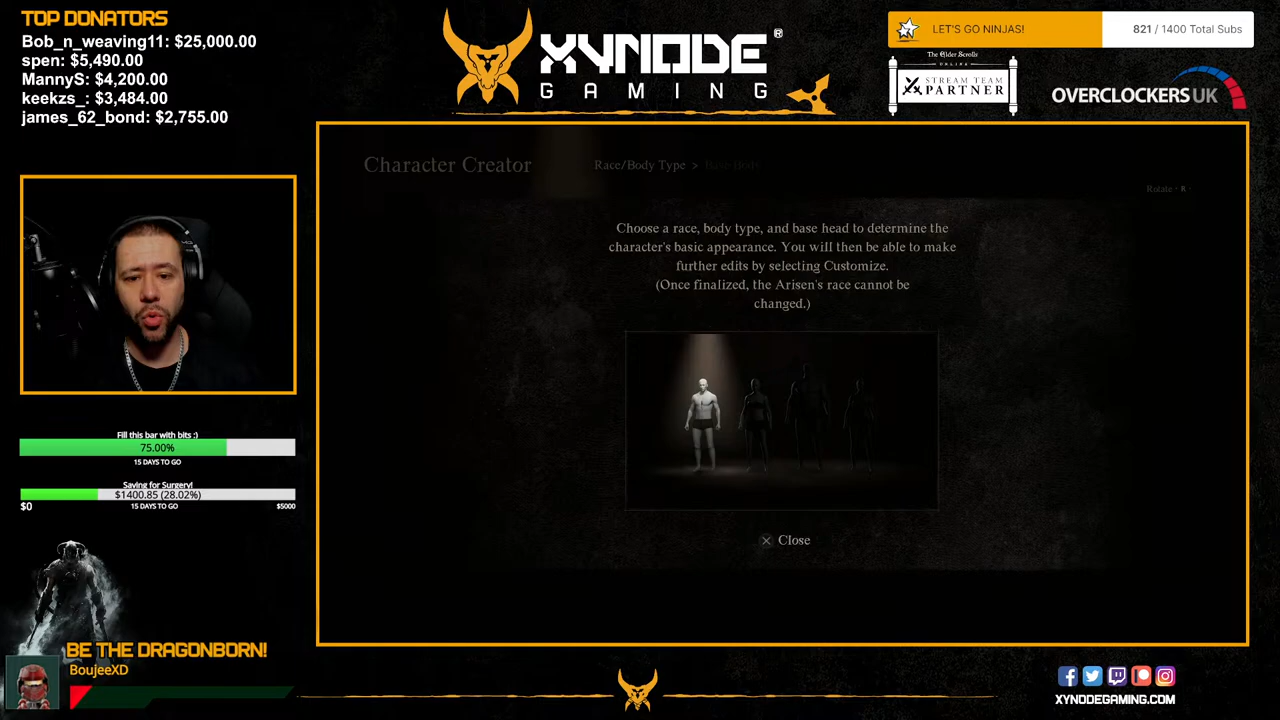 TOP DONATORS
Bob_n_weaving11: $25,000.00
spen: $5,490.00
MannyS: $4,200.00
keekzs_: $3,484.00
james_62_bond: $2,755.00
XYNODE®
GAMING
LET'S GO NINJAS!
821 / 1400 Total Subs
The Elder Scrolls
ONLINE
STREAM TEAM
PARTNER
OVERCLOCKERS UK
Character Creator
Race/Body Type > Base Body
Rotate - R -
Choose a race, body type, and base head to determine the
character's basic appearance. You will then be able to make
further edits by selecting Customize.
(Once finalized, the Arisen's race cannot be
changed.)
Close
Fill this bar with bits :)
75.00%
15 DAYS TO GO
Saving for Surgery!
$1400.85 (28.02%)
$0
15 DAYS TO GO
$5000
BE THE DRAGONBORN!
BoujeeXD
XYNODEGAMING.COM